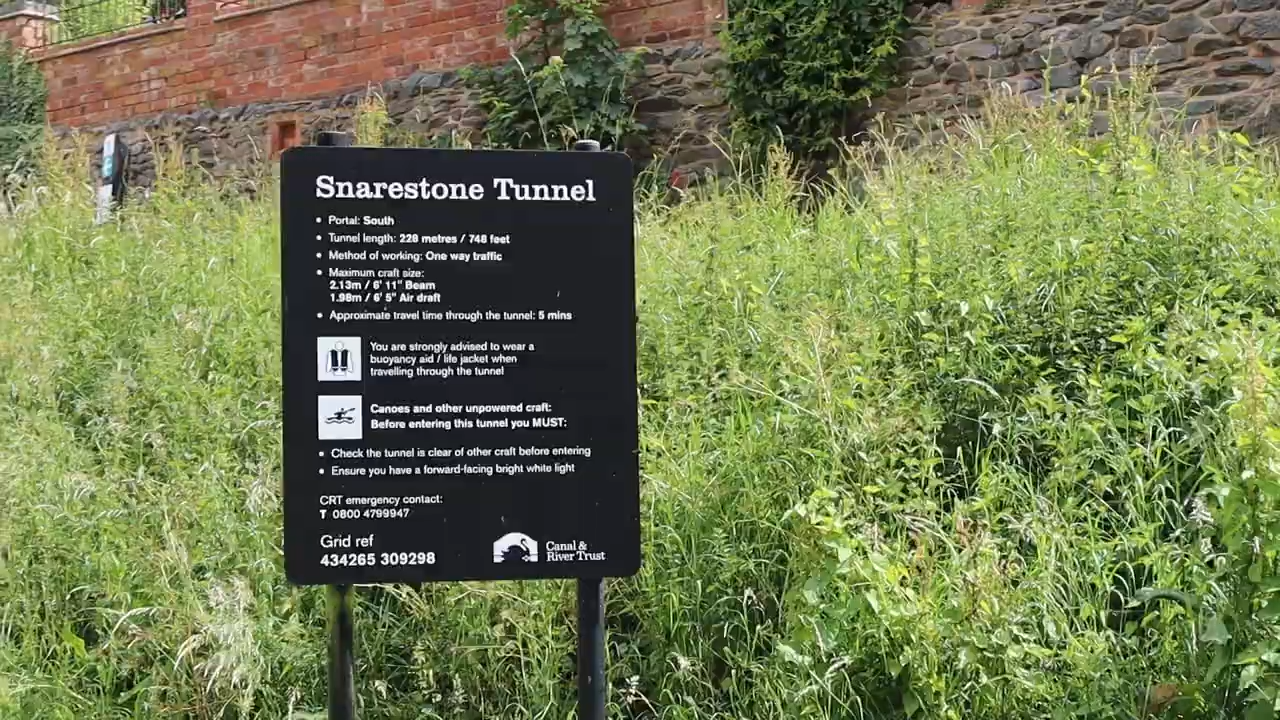 Snarestone Tunnel
• Portal: South
• Tunnel length: 228 metres / 748 feet
• Method of working: One way traffic
• Maximum craft size:
2.13m / 6' 11" Beam
1.98m / 6' 5" Air draft
• Approximate travel time through the tunnel: 5 mins
You are strongly advised to wear a
buoyancy aid / life jacket when
travelling through the tunnel
Canoes and other unpowered craft:
Before entering this tunnel you MUST:
• Check the tunnel is clear of other craft before entering
• Ensure you have a forward-facing bright white light
CRT emergency contact:
T 0800 4799947
Grid ref
434265 309298
Canal &
River Trust